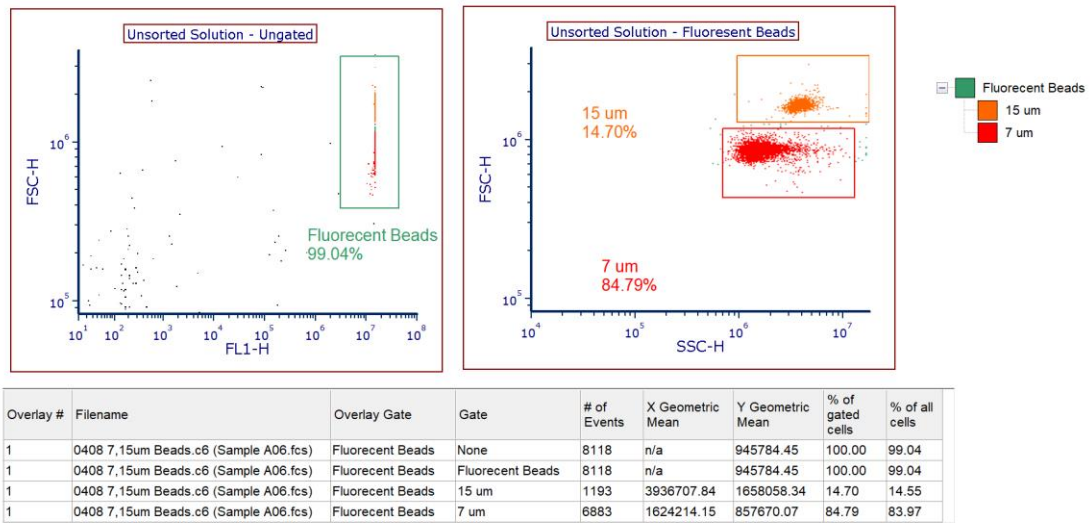 Unsorted Solution - Ungated
FSC-H
10^6
10^5
Fluorecent Beads
99.04%
10^1 10^2 10^3 10^4 10^5 10^6 10^7 10^8
FL1-H
Unsorted Solution - Fluoresent Beads
FSC-H
10^6
10^5
15 um
14.70%
7 um
84.79%
10^4 10^5 10^6 10^7
SSC-H
Fluorecent Beads
15 um
7 um
Overlay # Filename Overlay Gate Gate # of Events X Geometric Mean Y Geometric Mean % of gated cells % of all cells
1 0408 7,15um Beads.c6 (Sample A06.fcs) Fluorecent Beads None 8118 n/a 945784.45 100.00 99.04
1 0408 7,15um Beads.c6 (Sample A06.fcs) Fluorecent Beads Fluorecent Beads 8118 n/a 945784.45 100.00 99.04
1 0408 7,15um Beads.c6 (Sample A06.fcs) Fluorecent Beads 15 um 1193 3936707.84 1658058.34 14.70 14.55
1 0408 7,15um Beads.c6 (Sample A06.fcs) Fluorecent Beads 7 um 6883 1624214.15 857670.07 84.79 83.97